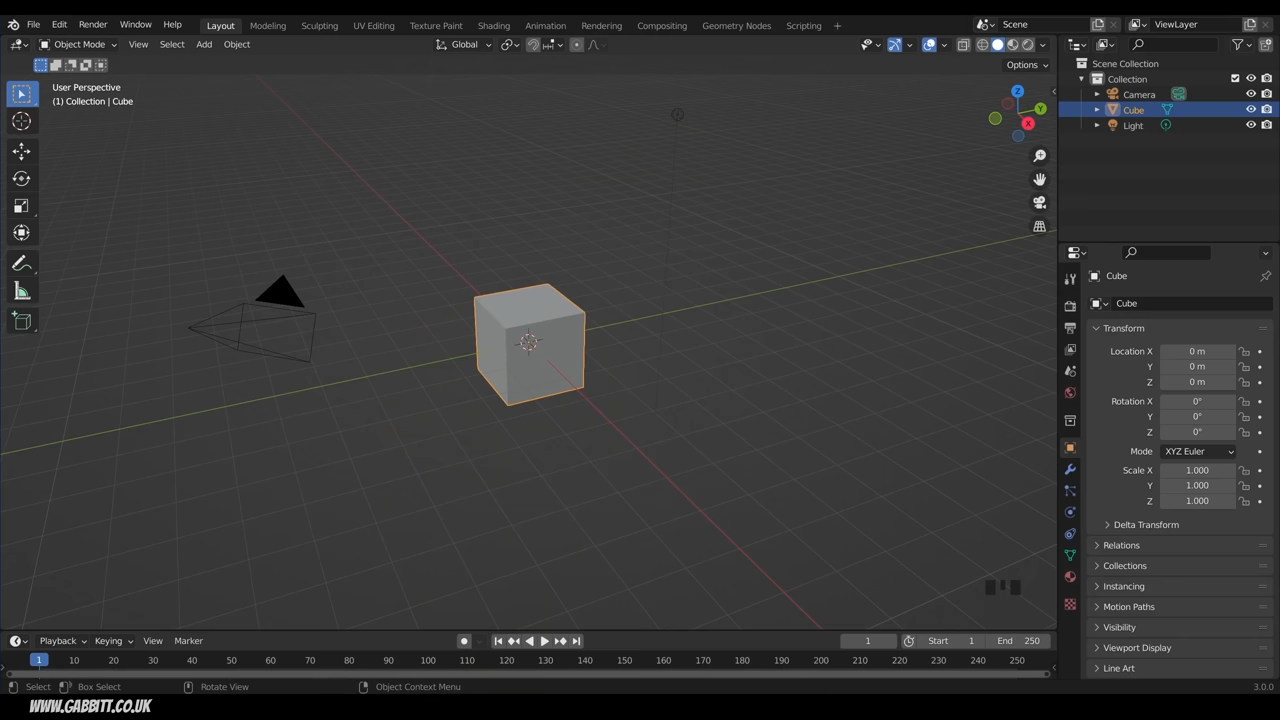 File Edit Render Window Help Layout Modeling Sculpting UV Editing Texture Paint Shading Animation Rendering Compositing Geometry Nodes Scripting + Scene ViewLayer
Object Mode View Select Add Object Global
Options
User Perspective
(1) Collection | Cube
Z
Y
X
Scene Collection
Collection
Camera
Cube
Light
Cube
Cube
Transform
Location X 0 m
Y 0 m
Z 0 m
Rotation X 0°
Y 0°
Z 0°
Mode XYZ Euler
Scale X 1.000
Y 1.000
Z 1.000
Delta Transform
Relations
Collections
Instancing
Motion Paths
Visibility
Viewport Display
Line Art
Playback Keying View Marker 1 Start 1 End 250
1 10 20 30 40 50 60 70 80 90 100 110 120 130 140 150 160 170 180 190 200 210 220 230 240 250
Select Box Select Rotate View Object Context Menu 3.0.0
WWW.GABBITT.CO.UK